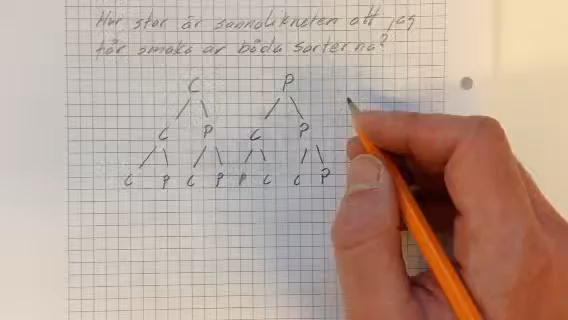 Hur stor är sannolikheten att jag
får smaka av båda sorterna?
C P
C P C P
C P C P P C C P